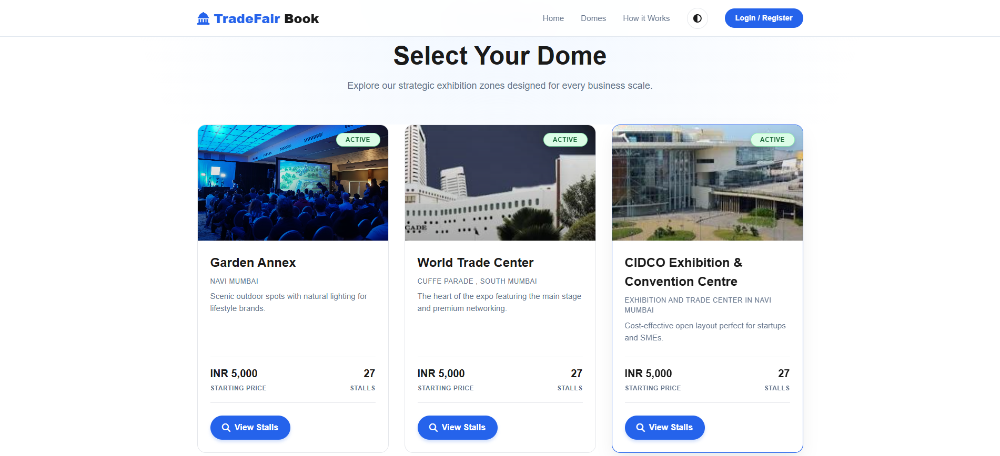 TradeFair Book
Home
Domes
How it Works
Login / Register
Select Your Dome
Explore our strategic exhibition zones designed for every business scale.
ACTIVE
Garden Annex
NAVI MUMBAI
Scenic outdoor spots with natural lighting for
lifestyle brands.
INR 5,000
27
STARTING PRICE
STALLS
View Stalls
ACTIVE
CADE
World Trade Center
CUFFE PARADE , SOUTH MUMBAI
The heart of the expo featuring the main stage
and premium networking.
INR 5,000
27
STARTING PRICE
STALLS
View Stalls
ACTIVE
CIDCO Exhibition &
Convention Centre
EXHIBITION AND TRADE CENTER IN NAVI
MUMBAI
Cost-effective open layout perfect for startups
and SMEs.
INR 5,000
27
STARTING PRICE
STALLS
View Stalls